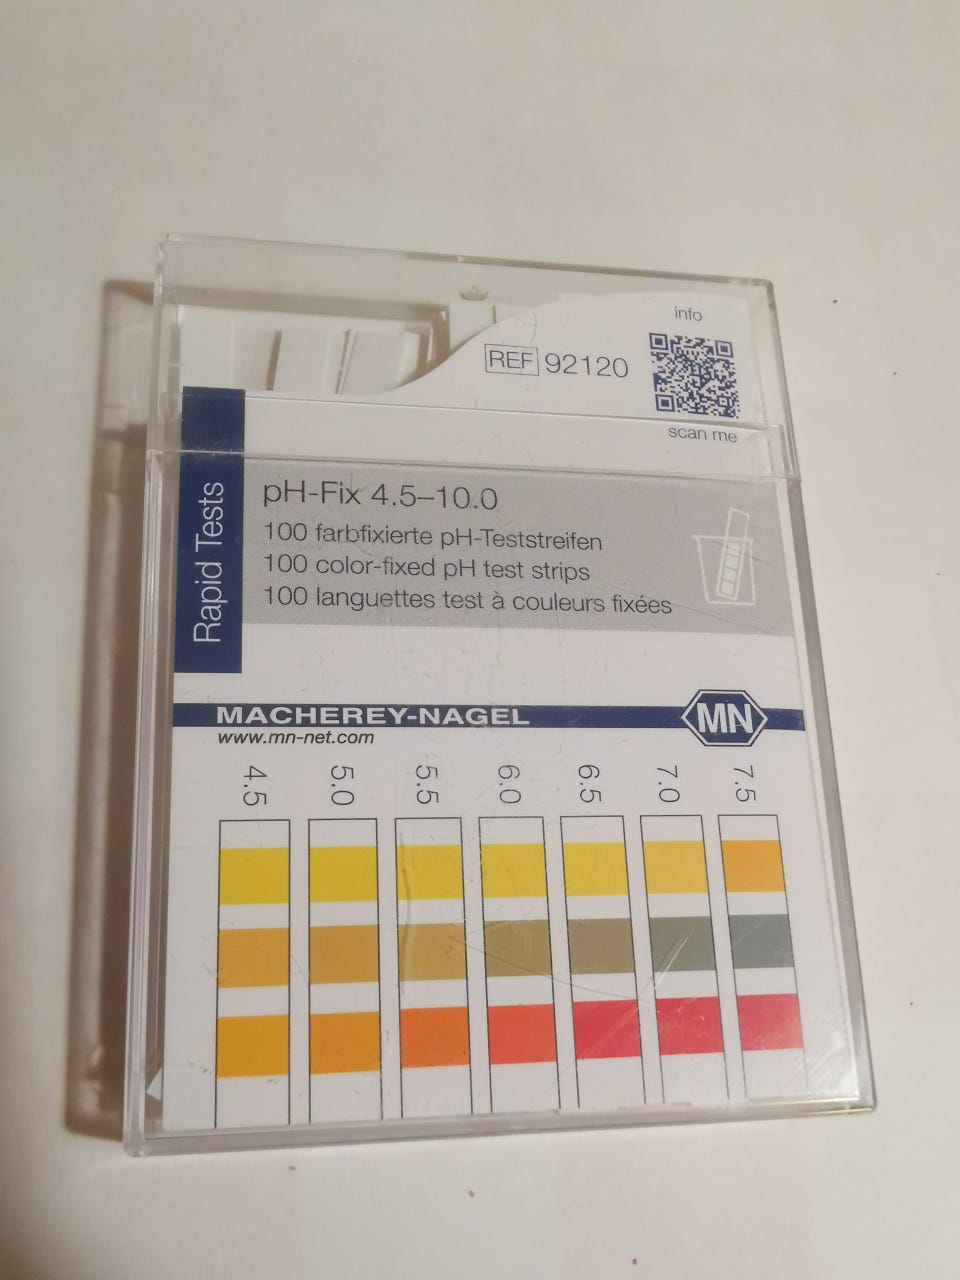 info
REF 92120
scan me
Rapid Tests
pH-Fix 4.5–10.0
100 farbfixierte pH-Teststreifen
100 color-fixed pH test strips
100 languettes test à couleurs fixées
MACHEREY-NAGEL
MN
www.mn-net.com
4.5 5.0 5.5 6.0 6.5 7.0 7.5